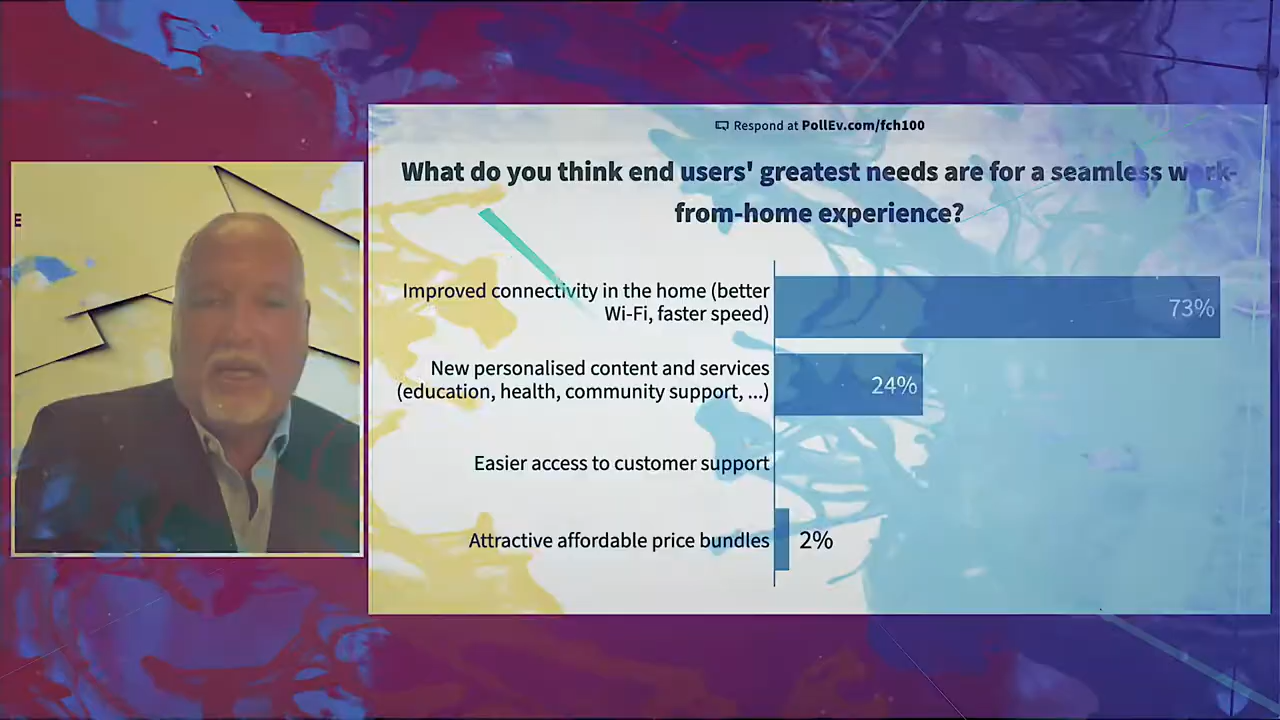 Respond at PollEv.com/fch100
What do you think end users' greatest needs are for a seamless work-
from-home experience?
E
Improved connectivity in the home (better
Wi-Fi, faster speed)
73%
New personalised content and services
(education, health, community support, ...)
24%
Easier access to customer support
Attractive affordable price bundles
2%